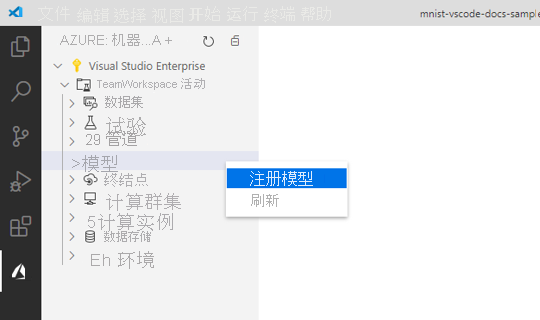 文件 编辑 选择 视图 开始 运行 终端 帮助
mnist-vscode-docs-sample
AZURE: 机器...A +
Visual Studio Enterprise
TeamWorkspace 活动
数据集
试验
29 管道
>模型
注册模型
终结点
刷新
计算群集
5计算实例
数据存储
Eh 环境